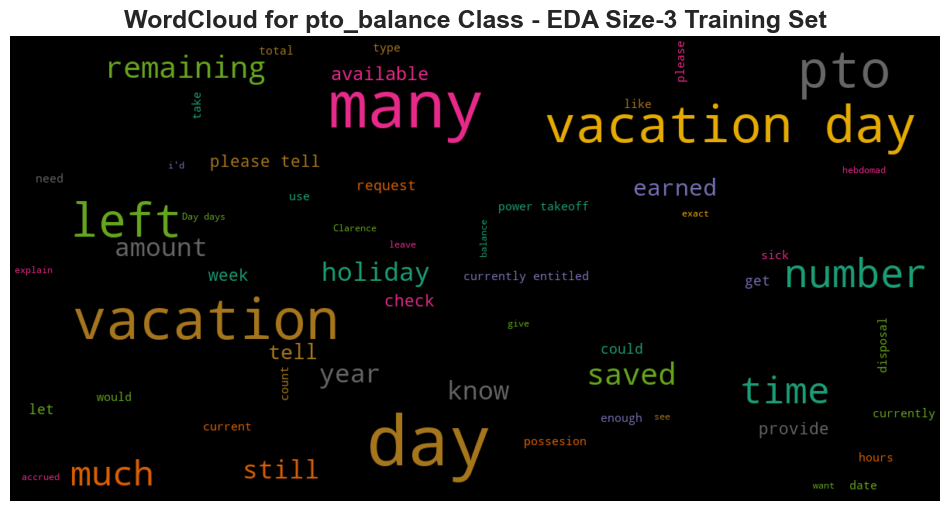 WordCloud for pto_balance Class - EDA Size-3 Training Set
total
type
please
remaining
available
pto
take
many
like
vacation day
i'd
please tell
hebdomad
need
request
earned
use
power takeoff
exact
left
Day days
Clarence
balance
amount
leave
explain
week
holiday
currently entitled
sick
get
number
check
vacation
give
disposal
tell
could
count
year
know
saved
time
would
let
current
day
enough
see
currently
possesion
provide
accrued
much
still
hours
want
date